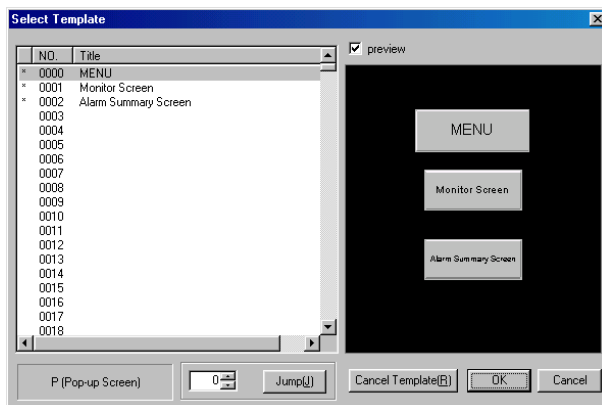 Select Template
preview
NO. Title
* 0000 MENU
* 0001 Monitor Screen
* 0002 Alarm Summary Screen
0003
0004
0005
0006
0007
0008
0009
0010
0011
0012
0013
0014
0015
0016
0017
0018
MENU
Monitor Screen
Alarm Summary Screen
P (Pop-up Screen)
0
Jump(J)
Cancel Template(R)
OK
Cancel